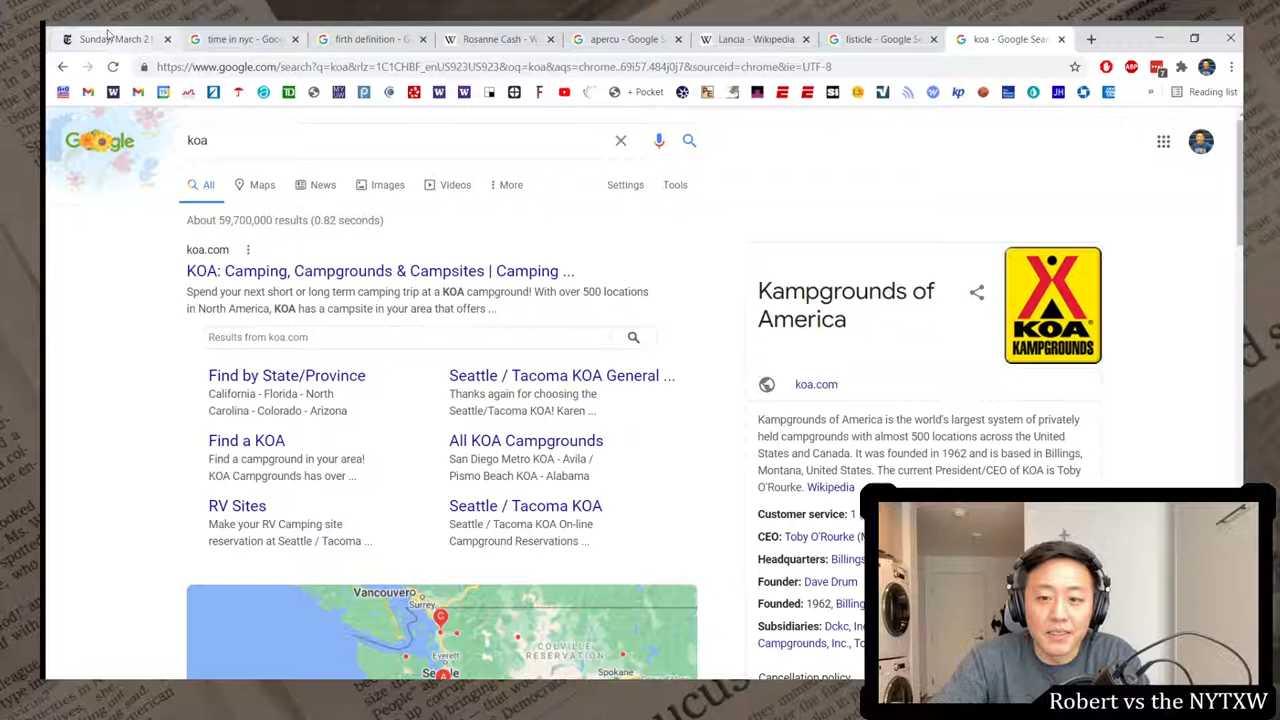 Sunday, March 21
time in nyc - Goo
firth definition - G
Rosanne Cash - W
apercu - Google S
Lancia - Wikipedia
listicle - Google Se
koa - Google Sear
https://www.google.com/search?q=koa&rlz=1C1CHBF_enUS923US923&oq=koa&aqs=chrome..69i57.484j0j7&sourceid=chrome&ie=UTF-8
+ Pocket
Reading list
Google
koa
All
Maps
News
Images
Videos
More
Settings
Tools
About 59,700,000 results (0.82 seconds)
koa.com
KOA: Camping, Campgrounds & Campsites | Camping ...
Spend your next short or long term camping trip at a KOA campground! With over 500 locations
in North America, KOA has a campsite in your area that offers ...
Results from koa.com
Find by State/Province
California - Florida - North
Carolina - Colorado - Arizona
Seattle / Tacoma KOA General ...
Thanks again for choosing the
Seattle/Tacoma KOA! Karen ...
Find a KOA
Find a campground in your area!
KOA Campgrounds has over ...
All KOA Campgrounds
San Diego Metro KOA - Avila /
Pismo Beach KOA - Alabama
RV Sites
Make your RV Camping site
reservation at Seattle / Tacoma ...
Seattle / Tacoma KOA
Seattle / Tacoma KOA On-line
Campground Reservations ...
Vancouver
Surrey
Everett
Seattle
COLVILLE
RESERVATION
Spokane
Kampgrounds of
America
KOA
KAMPGROUNDS
koa.com
Kampgrounds of America is the world's largest system of privately
held campgrounds with almost 500 locations across the United
States and Canada. It was founded in 1962 and is based in Billings,
Montana, United States. The current President/CEO of KOA is Toby
O'Rourke. Wikipedia
Customer service: 1
CEO: Toby O'Rourke
Headquarters: Billings
Founder: Dave Drum
Founded: 1962, Billing
Subsidiaries: Dckc, In
Campgrounds, Inc., To
Cancellation policy
Robert vs the NYTXW